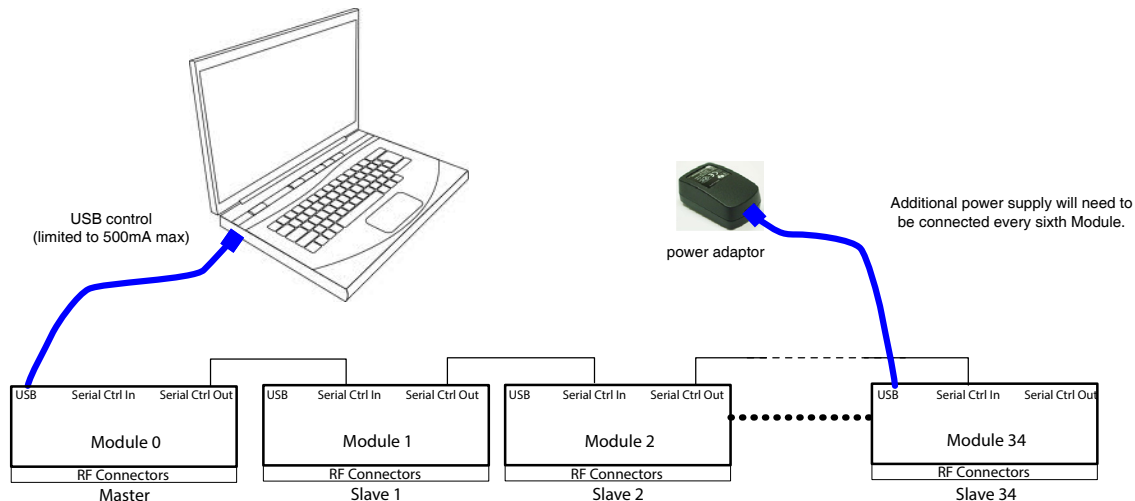 USB control
(limited to 500mA max)
power adaptor
Additional power supply will need to
be connected every sixth Module.
USB Serial Ctrl In Serial Ctrl Out
Module 0
RF Connectors
Master
USB Serial Ctrl In Serial Ctrl Out
Module 1
RF Connectors
Slave 1
USB Serial Ctrl In Serial Ctrl Out
Module 2
RF Connectors
Slave 2
USB Serial Ctrl In Serial Ctrl Out
Module 34
RF Connectors
Slave 34